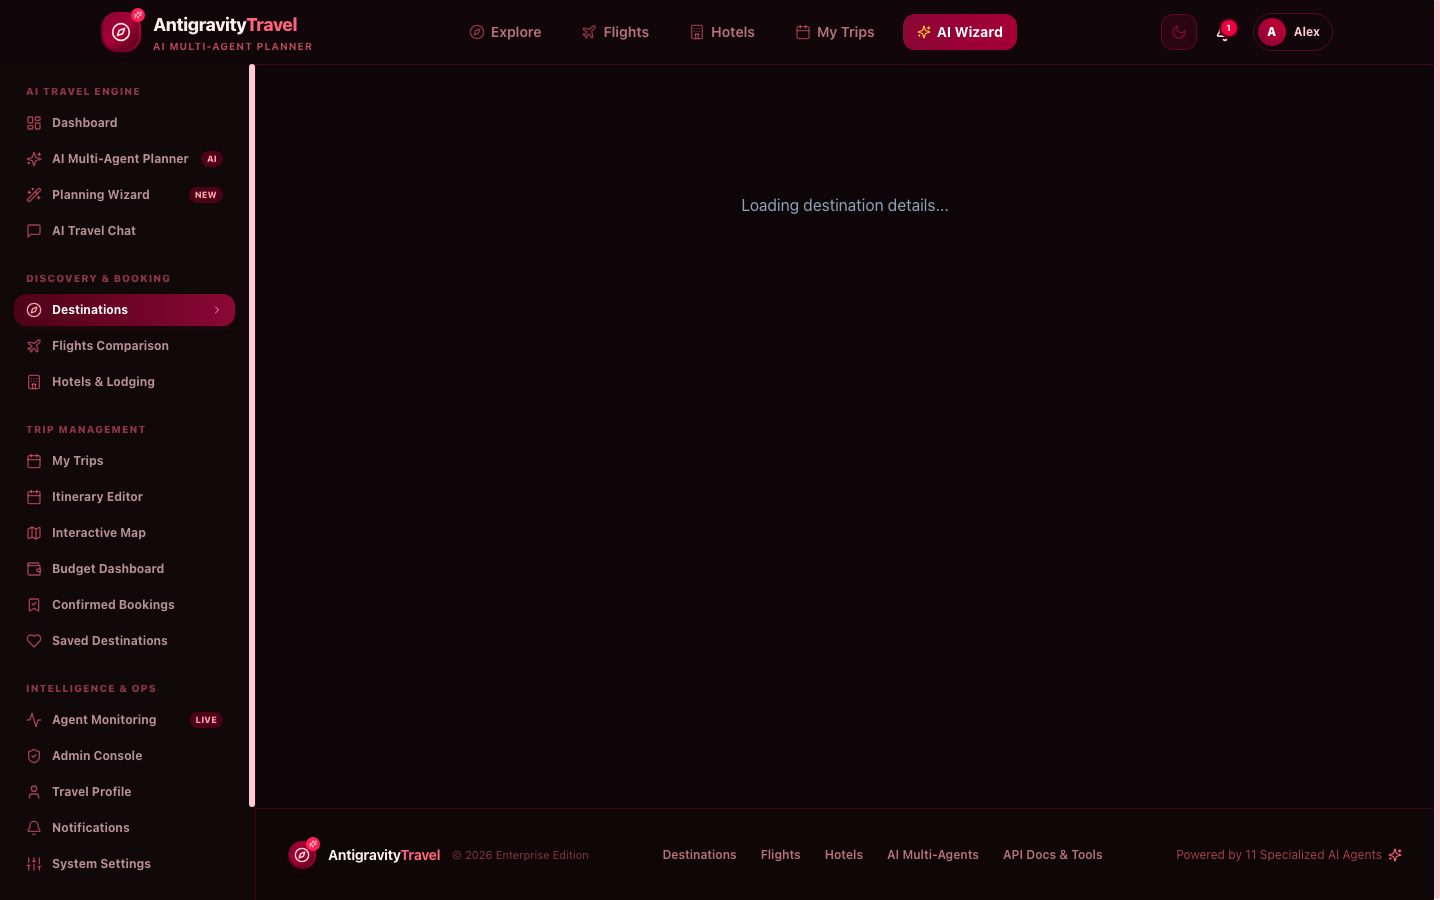 AntigravityTravel
AI MULTI-AGENT PLANNER
Explore
Flights
Hotels
My Trips
AI Wizard
1
A
Alex
AI TRAVEL ENGINE
Dashboard
AI Multi-Agent Planner AI
Planning Wizard NEW
AI Travel Chat
DISCOVERY & BOOKING
Destinations
Flights Comparison
Hotels & Lodging
TRIP MANAGEMENT
My Trips
Itinerary Editor
Interactive Map
Budget Dashboard
Confirmed Bookings
Saved Destinations
INTELLIGENCE & OPS
Agent Monitoring LIVE
Admin Console
Travel Profile
Notifications
System Settings
Loading destination details...
AntigravityTravel © 2026 Enterprise Edition
Destinations
Flights
Hotels
AI Multi-Agents
API Docs & Tools
Powered by 11 Specialized AI Agents